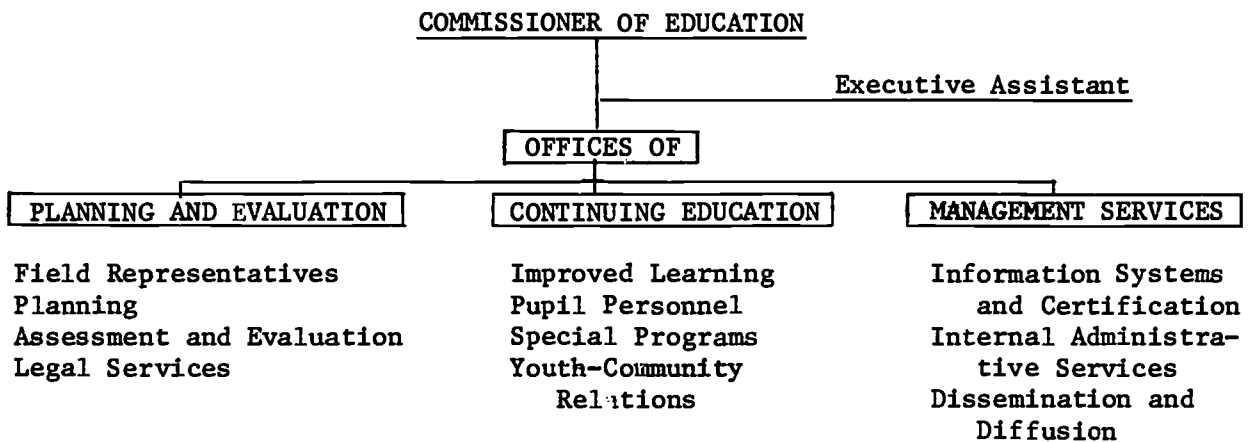 COMMISSIONER OF EDUCATION
Executive Assistant
OFFICES OF
PLANNING AND EVALUATION
CONTINUING EDUCATION
MANAGEMENT SERVICES
Field Representatives
Planning
Assessment and Evaluation
Legal Services
Improved Learning
Pupil Personnel
Special Programs
Youth-Community
Relations
Information Systems
and Certification
Internal Administra-
tive Services
Dissemination and
Diffusion